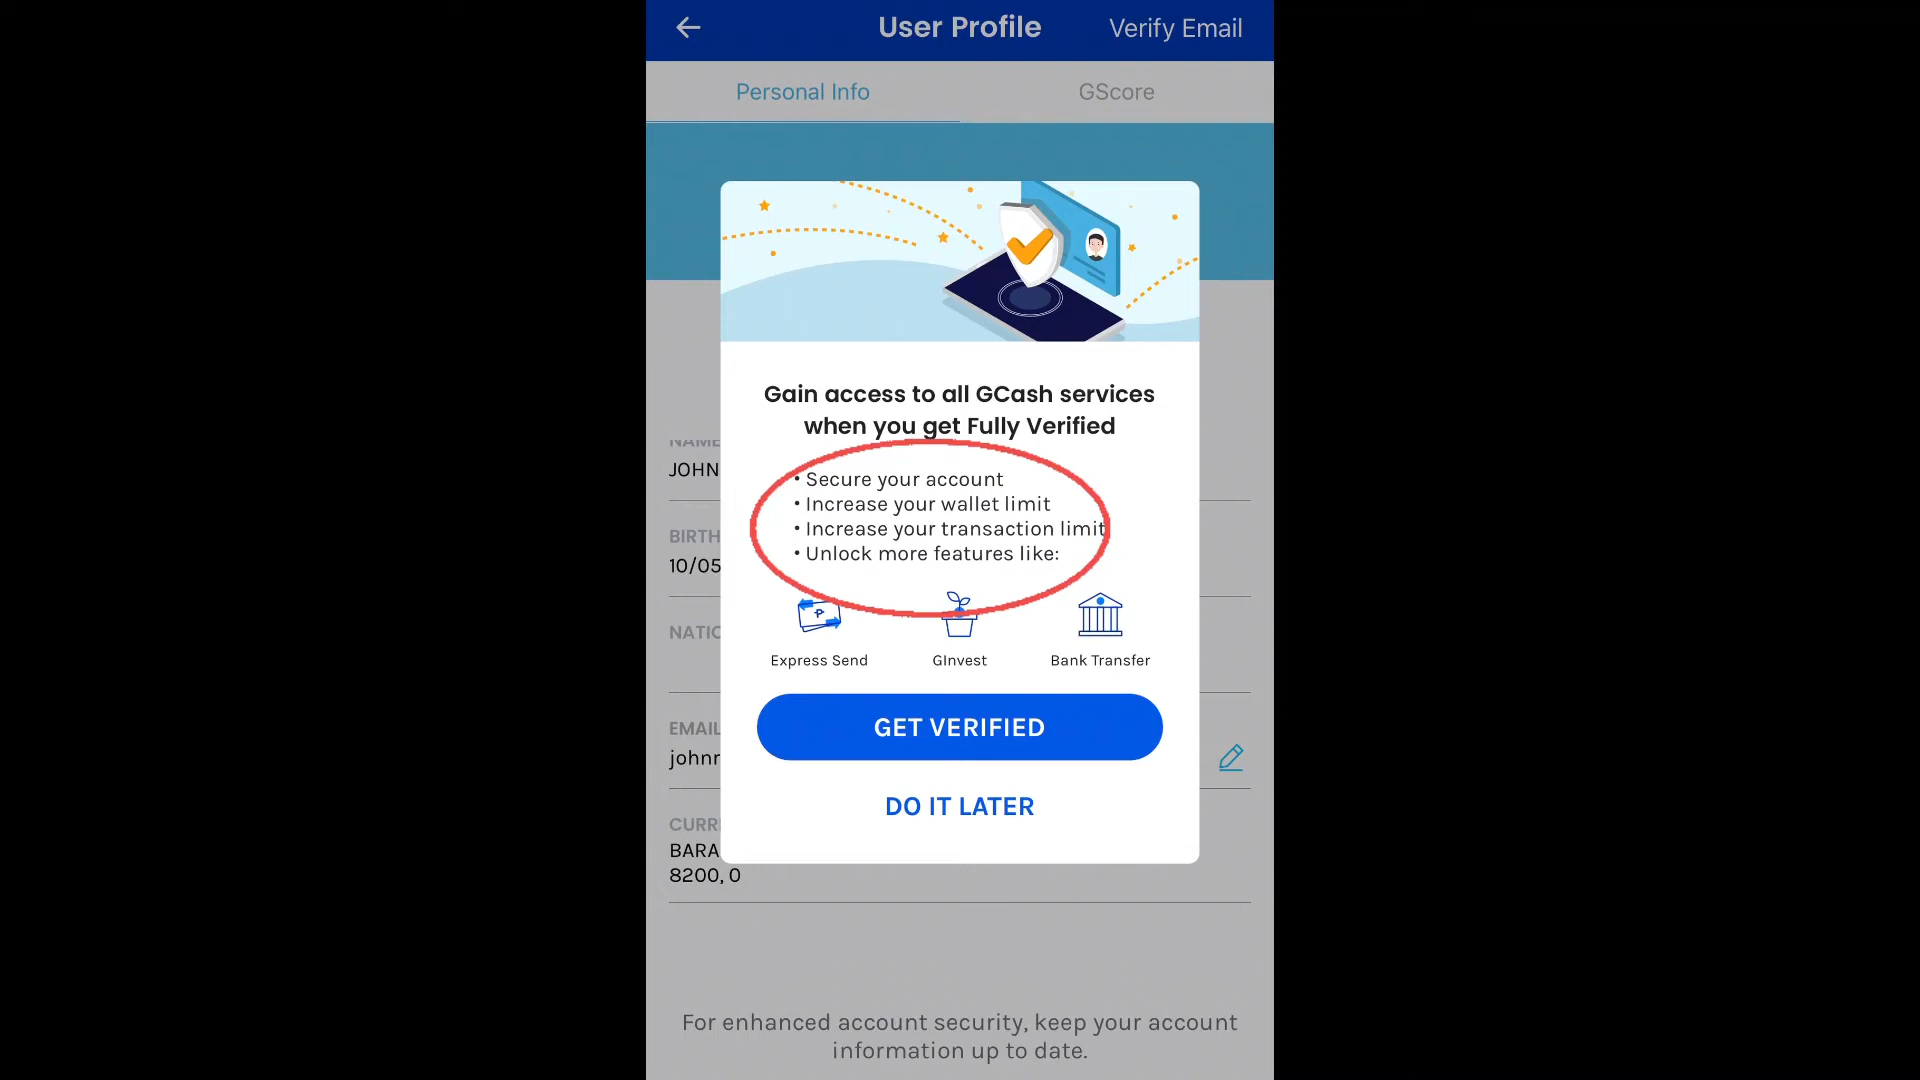 User Profile
Verify Email
Personal Info
GScore
Gain access to all GCash services
when you get Fully Verified
• Secure your account
• Increase your wallet limit
• Increase your transaction limit
• Unlock more features like:
Express Send
GInvest
Bank Transfer
GET VERIFIED
DO IT LATER
NAME
JOHN
BIRTH
10/05
NATIO
EMAIL
johnn
CURR
BARA
8200, 0
For enhanced account security, keep your account
information up to date.